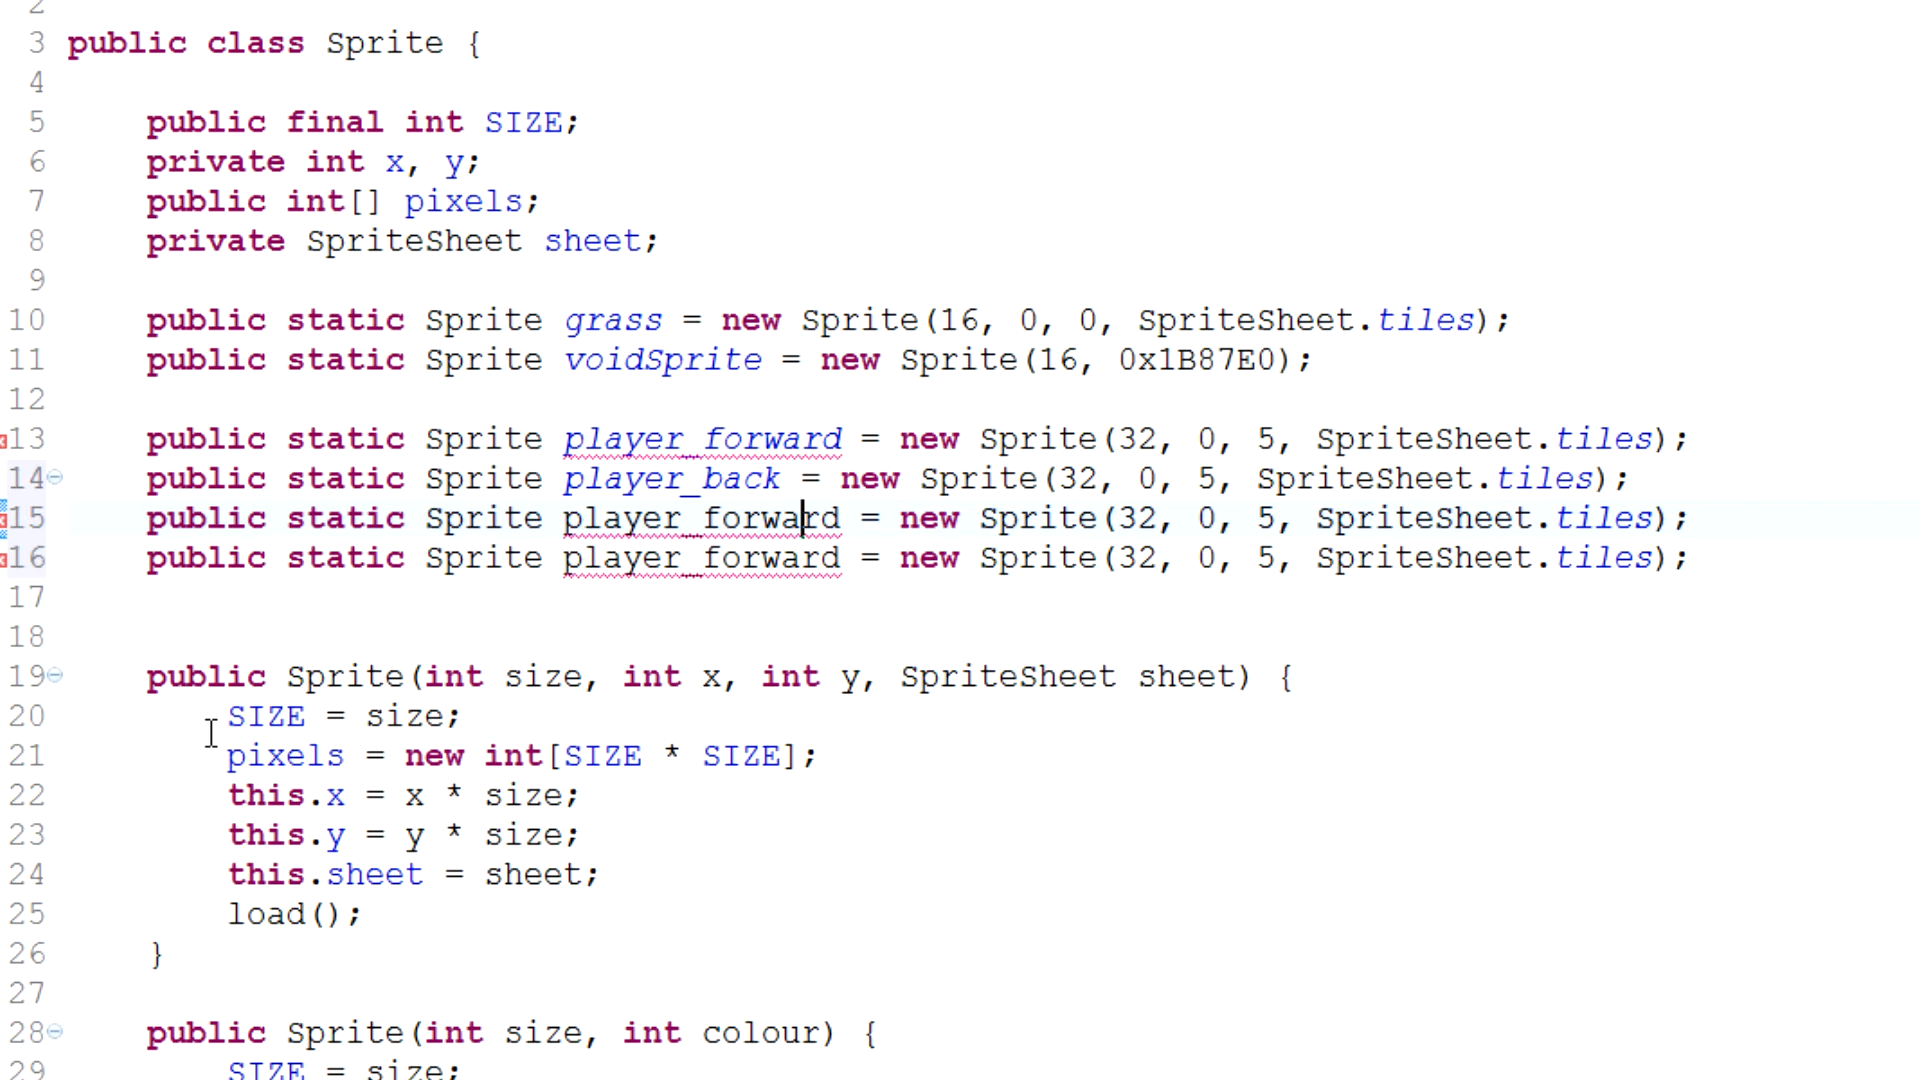 2
3 public class Sprite {
4
5 public final int SIZE;
6 private int x, y;
7 public int[] pixels;
8 private SpriteSheet sheet;
9
10 public static Sprite grass = new Sprite(16, 0, 0, SpriteSheet.tiles);
11 public static Sprite voidSprite = new Sprite(16, 0x1B87E0);
12
13 public static Sprite player_forward = new Sprite(32, 0, 5, SpriteSheet.tiles);
14 public static Sprite player_back = new Sprite(32, 0, 5, SpriteSheet.tiles);
15 public static Sprite player_forward = new Sprite(32, 0, 5, SpriteSheet.tiles);
16 public static Sprite player_forward = new Sprite(32, 0, 5, SpriteSheet.tiles);
17
18
19 public Sprite(int size, int x, int y, SpriteSheet sheet) {
20 SIZE = size;
21 pixels = new int[SIZE * SIZE];
22 this.x = x * size;
23 this.y = y * size;
24 this.sheet = sheet;
25 load();
26 }
27
28 public Sprite(int size, int colour) {
29 SIZE = size;